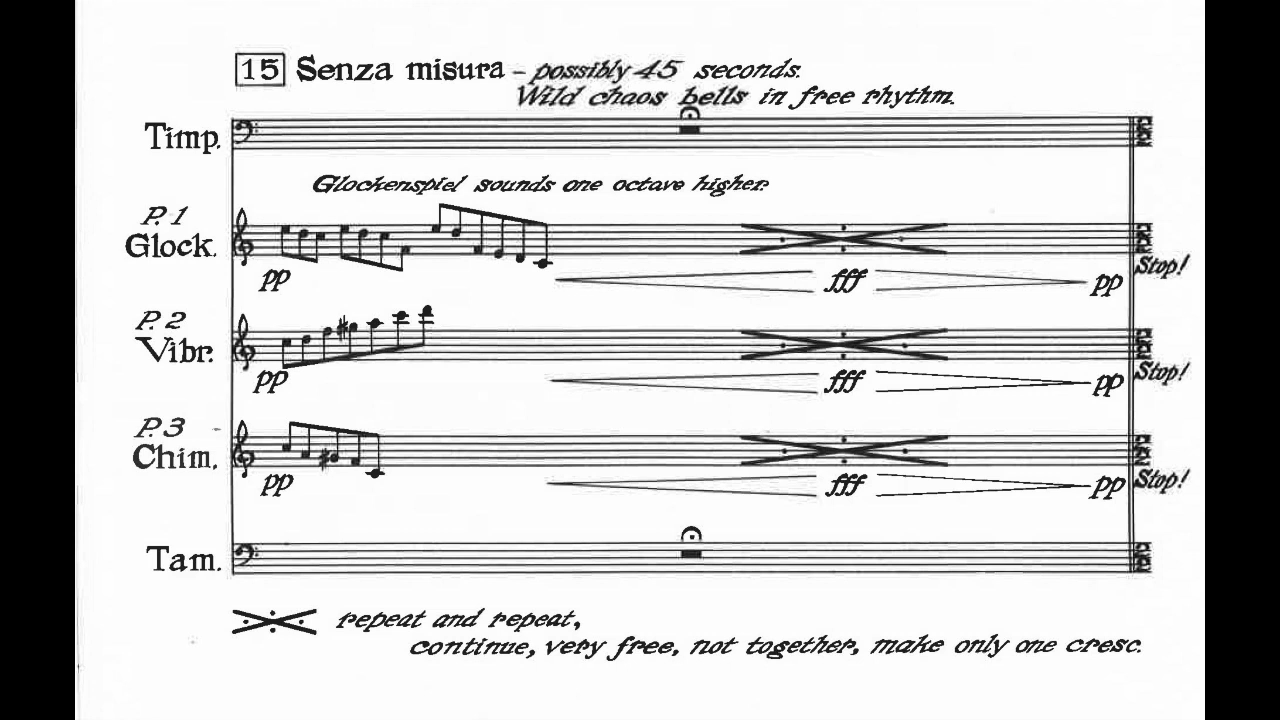 15 Senza misura – possibly 45 seconds.
Wild chaos bells in free rhythm.
Timp.
Glockenspiel sounds one octave higher.
P. 1
Glock.
pp fff pp Stop!
P. 2
Vibr.
pp fff pp Stop!
P. 3
Chim.
pp fff pp Stop!
Tam.
repeat and repeat,
continue, very free, not together, make only one cresc.